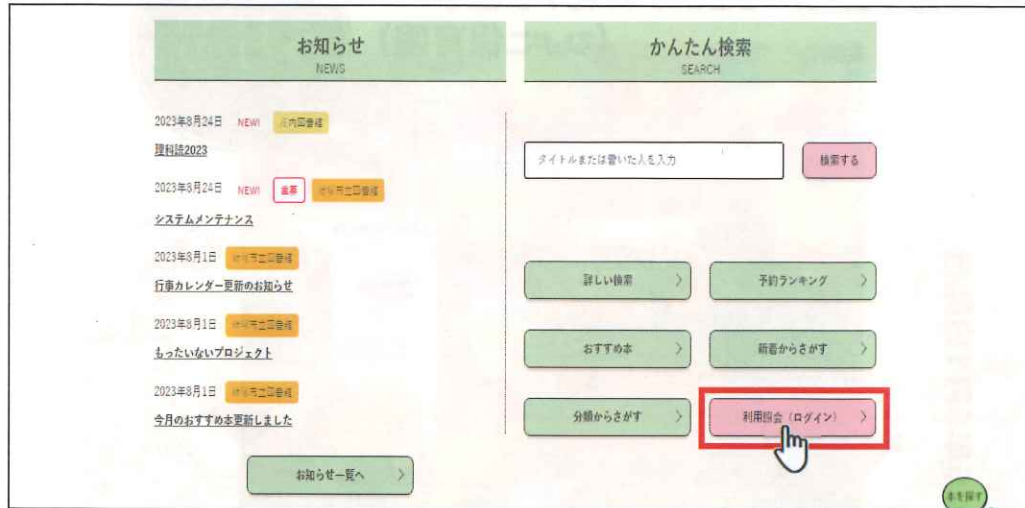 お知らせ
NEWS
2023年8月24日 NEW!
理科読2023
2023年8月24日 NEW! 重要
システムメンテナンス
2023年8月1日
行事カレンダー更新のお知らせ
2023年8月1日
もったいないプロジェクト
2023年8月1日
今月のおすすめ本更新しました
お知らせ一覧へ
かんたん検索
SEARCH
タイトルまたは書いた人を入力 検索する
詳しい検索 予約ランキング
おすすめ本 新着からさがす
分類からさがす 利用照会（ログイン）
本を探す